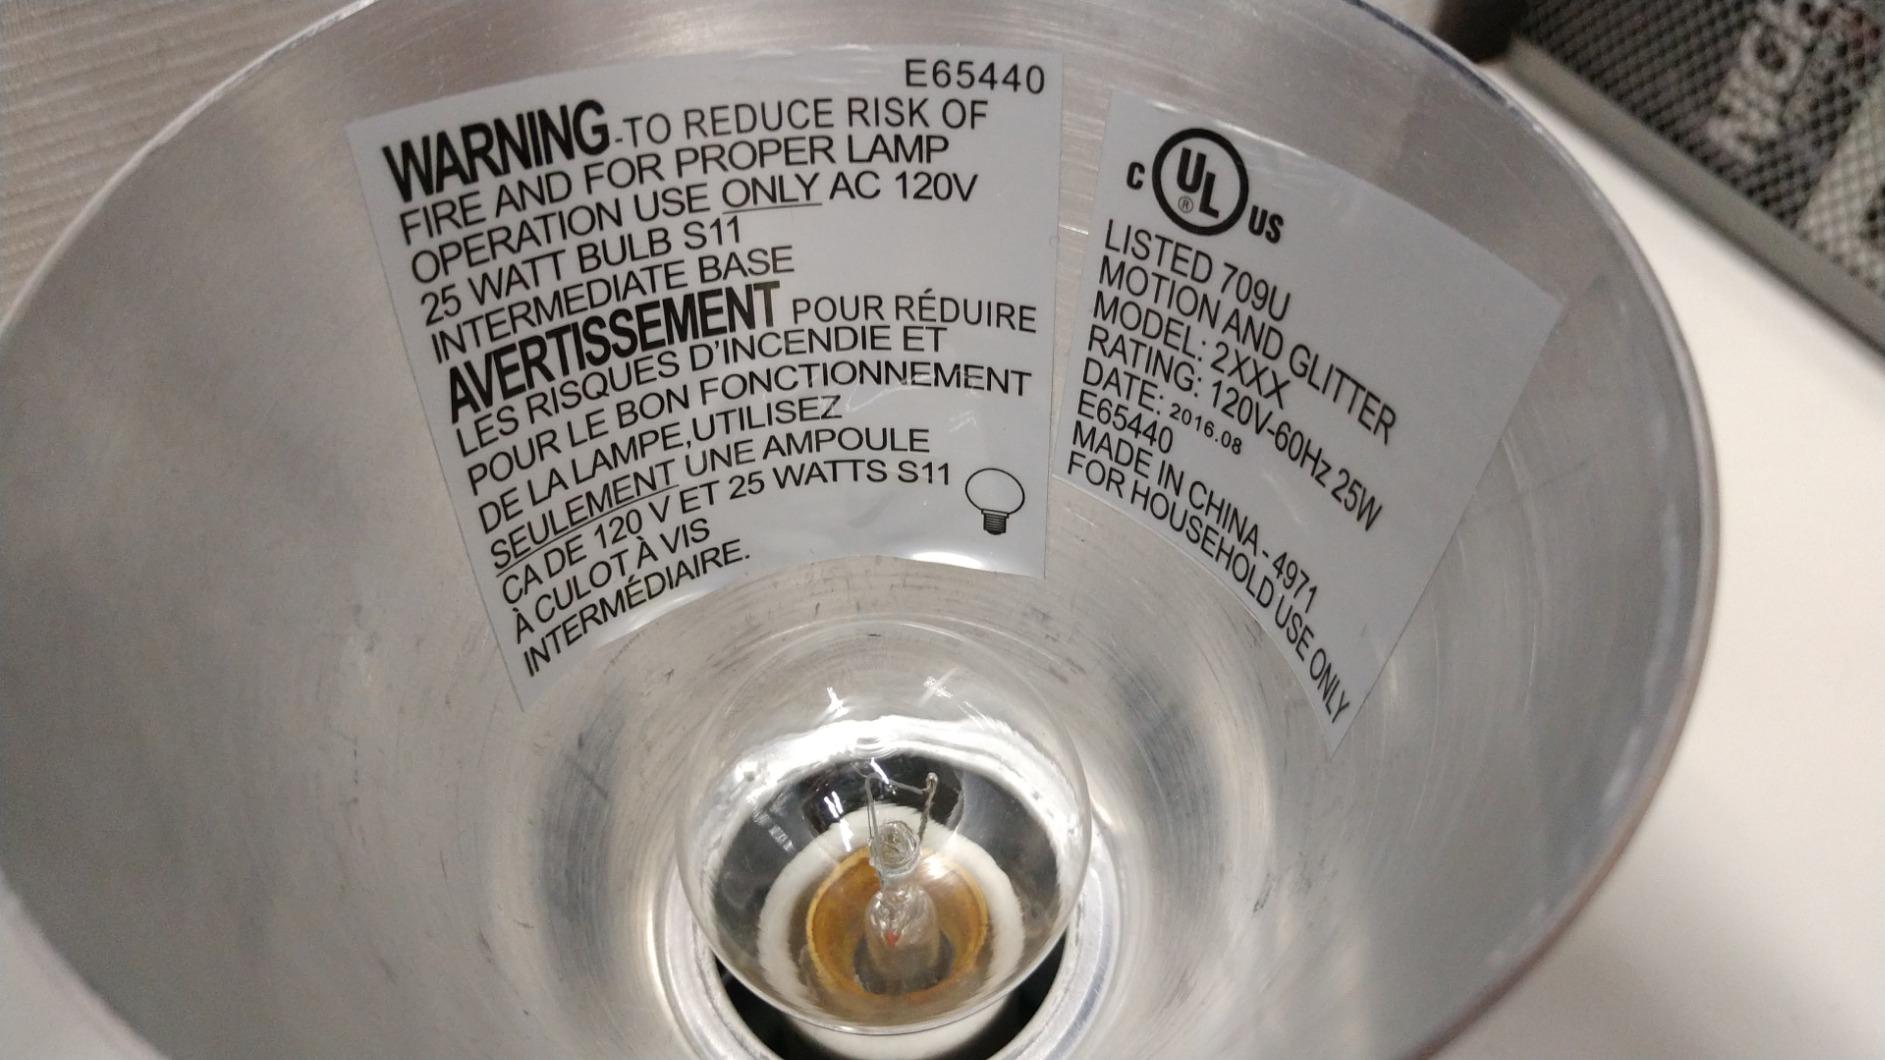 E65440
WARNING-TO REDUCE RISK OF
FIRE AND FOR PROPER LAMP
OPERATION USE ONLY AC 120V
25 WATT BULB S11
INTERMEDIATE BASE
AVERTISSEMENT POUR RÉDUIRE
LES RISQUES D'INCENDIE ET
POUR LE BON FONCTIONNEMENT
DE LA LAMPE,UTILISEZ
SEULEMENT UNE AMPOULE
CA DE 120 V ET 25 WATTS S11
À CULOT À VIS
INTERMÉDIAIRE.
C UL ® US
LISTED 709U
MOTION AND GLITTER
MODEL: 2XXX
RATING: 120V-60Hz 25W
DATE: 2016.08
E65440
MADE IN CHINA - 4971
FOR HOUSEHOLD USE ONLY